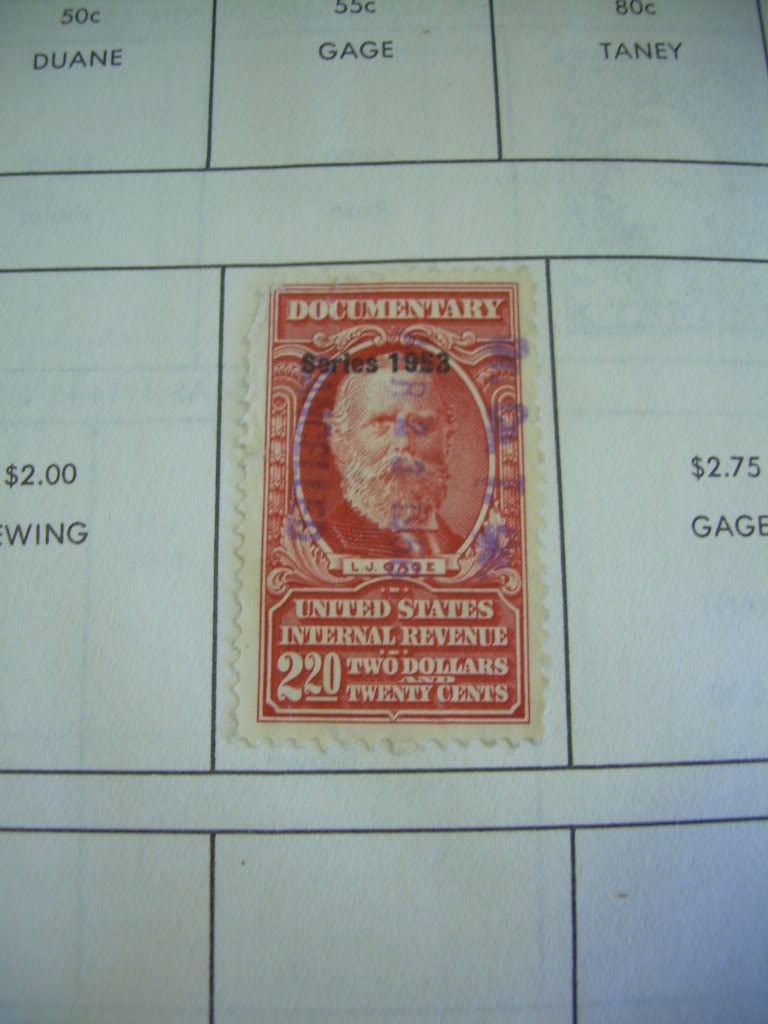 50c 55c 80c
DUANE GAGE TANEY
DOCUMENTARY
Series 1953
$2.00 $2.75
EWING GAGE
L.J. GAGE
UNITED STATES
INTERNAL REVENUE
2 20 TWO DOLLARS
AND
TWENTY CENTS